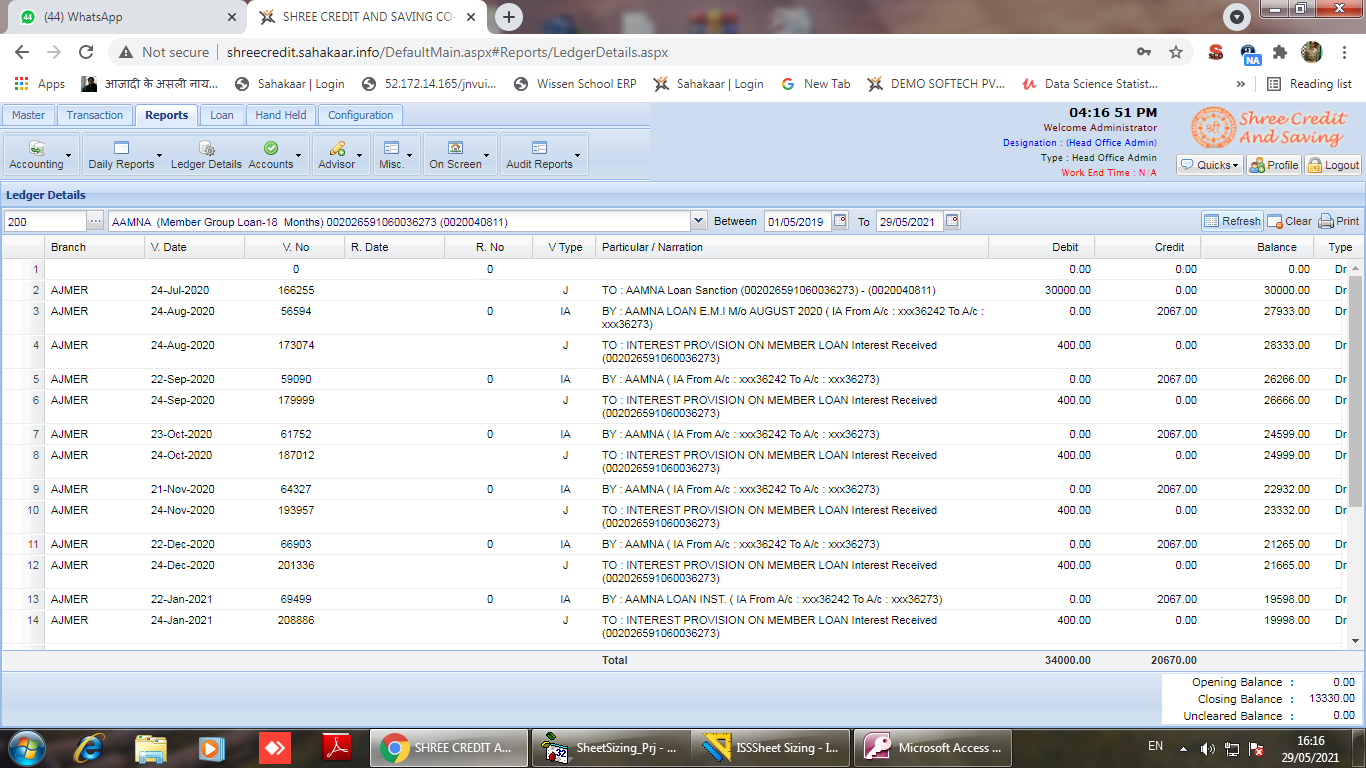 (44) WhatsApp
SHREE CREDIT AND SAVING CO-
Not secure shreecredit.sahakaar.info/DefaultMain.aspx#Reports/LedgerDetails.aspx
SEO
NA
Apps
आजादी के असली नाय...
Sahakaar | Login
52.172.14.165/jnvui...
Wissen School ERP
Sahakaar | Login
New Tab
DEMO SOFTECH PV...
Data Science Statist...
» Reading list
Master Transaction Reports Loan Hand Held Configuration
04:16 51 PM
Welcome Administrator
Designation : (Head Office Admin)
Type : Head Office Admin
Work End Time : N/A
Shree Credit
And Saving
Accounting Daily Reports Ledger Details Accounts Advisor Misc. On Screen Audit Reports
Quicks Profile Logout
Ledger Details
200 ... AAMNA (Member Group Loan-18 Months) 002026591060036273 (0020040811) Between 01/05/2019 To 29/05/2021 Refresh Clear Print
Branch V. Date V. No R. Date R. No V Type Particular / Narration Debit Credit Balance Type
1 0 0 0.00 0.00 0.00 Dr
2 AJMER 24-Jul-2020 166255 J TO : AAMNA Loan Sanction (002026591060036273) - (0020040811) 30000.00 0.00 30000.00 Dr
3 AJMER 24-Aug-2020 56594 0 IA BY : AAMNA LOAN E.M.I M/o AUGUST 2020 ( IA From A/c : xxx36242 To A/c : 0.00 2067.00 27933.00 Dr
xxx36273)
4 AJMER 24-Aug-2020 173074 J TO : INTEREST PROVISION ON MEMBER LOAN Interest Received 400.00 0.00 28333.00 Dr
(002026591060036273)
5 AJMER 22-Sep-2020 59090 0 IA BY : AAMNA ( IA From A/c : xxx36242 To A/c : xxx36273) 0.00 2067.00 26266.00 Dr
6 AJMER 24-Sep-2020 179999 J TO : INTEREST PROVISION ON MEMBER LOAN Interest Received 400.00 0.00 26666.00 Dr
(002026591060036273)
7 AJMER 23-Oct-2020 61752 0 IA BY : AAMNA ( IA From A/c : xxx36242 To A/c : xxx36273) 0.00 2067.00 24599.00 Dr
8 AJMER 24-Oct-2020 187012 J TO : INTEREST PROVISION ON MEMBER LOAN Interest Received 400.00 0.00 24999.00 Dr
(002026591060036273)
9 AJMER 21-Nov-2020 64327 0 IA BY : AAMNA ( IA From A/c : xxx36242 To A/c : xxx36273) 0.00 2067.00 22932.00 Dr
10 AJMER 24-Nov-2020 193957 J TO : INTEREST PROVISION ON MEMBER LOAN Interest Received 400.00 0.00 23332.00 Dr
(002026591060036273)
11 AJMER 22-Dec-2020 66903 0 IA BY : AAMNA ( IA From A/c : xxx36242 To A/c : xxx36273) 0.00 2067.00 21265.00 Dr
12 AJMER 24-Dec-2020 201336 J TO : INTEREST PROVISION ON MEMBER LOAN Interest Received 400.00 0.00 21665.00 Dr
(002026591060036273)
13 AJMER 22-Jan-2021 69499 0 IA BY : AAMNA LOAN INST. ( IA From A/c : xxx36242 To A/c : xxx36273) 0.00 2067.00 19598.00 Dr
14 AJMER 24-Jan-2021 208886 J TO : INTEREST PROVISION ON MEMBER LOAN Interest Received 400.00 0.00 19998.00 Dr
(002026591060036273)
Total 34000.00 20670.00
Opening Balance : 0.00
Closing Balance : 13330.00
Uncleared Balance : 0.00
SHREE CREDIT A... SheetSizing_Prj - ... ISSSheet Sizing - I... Microsoft Access ... EN 16:16
29/05/2021